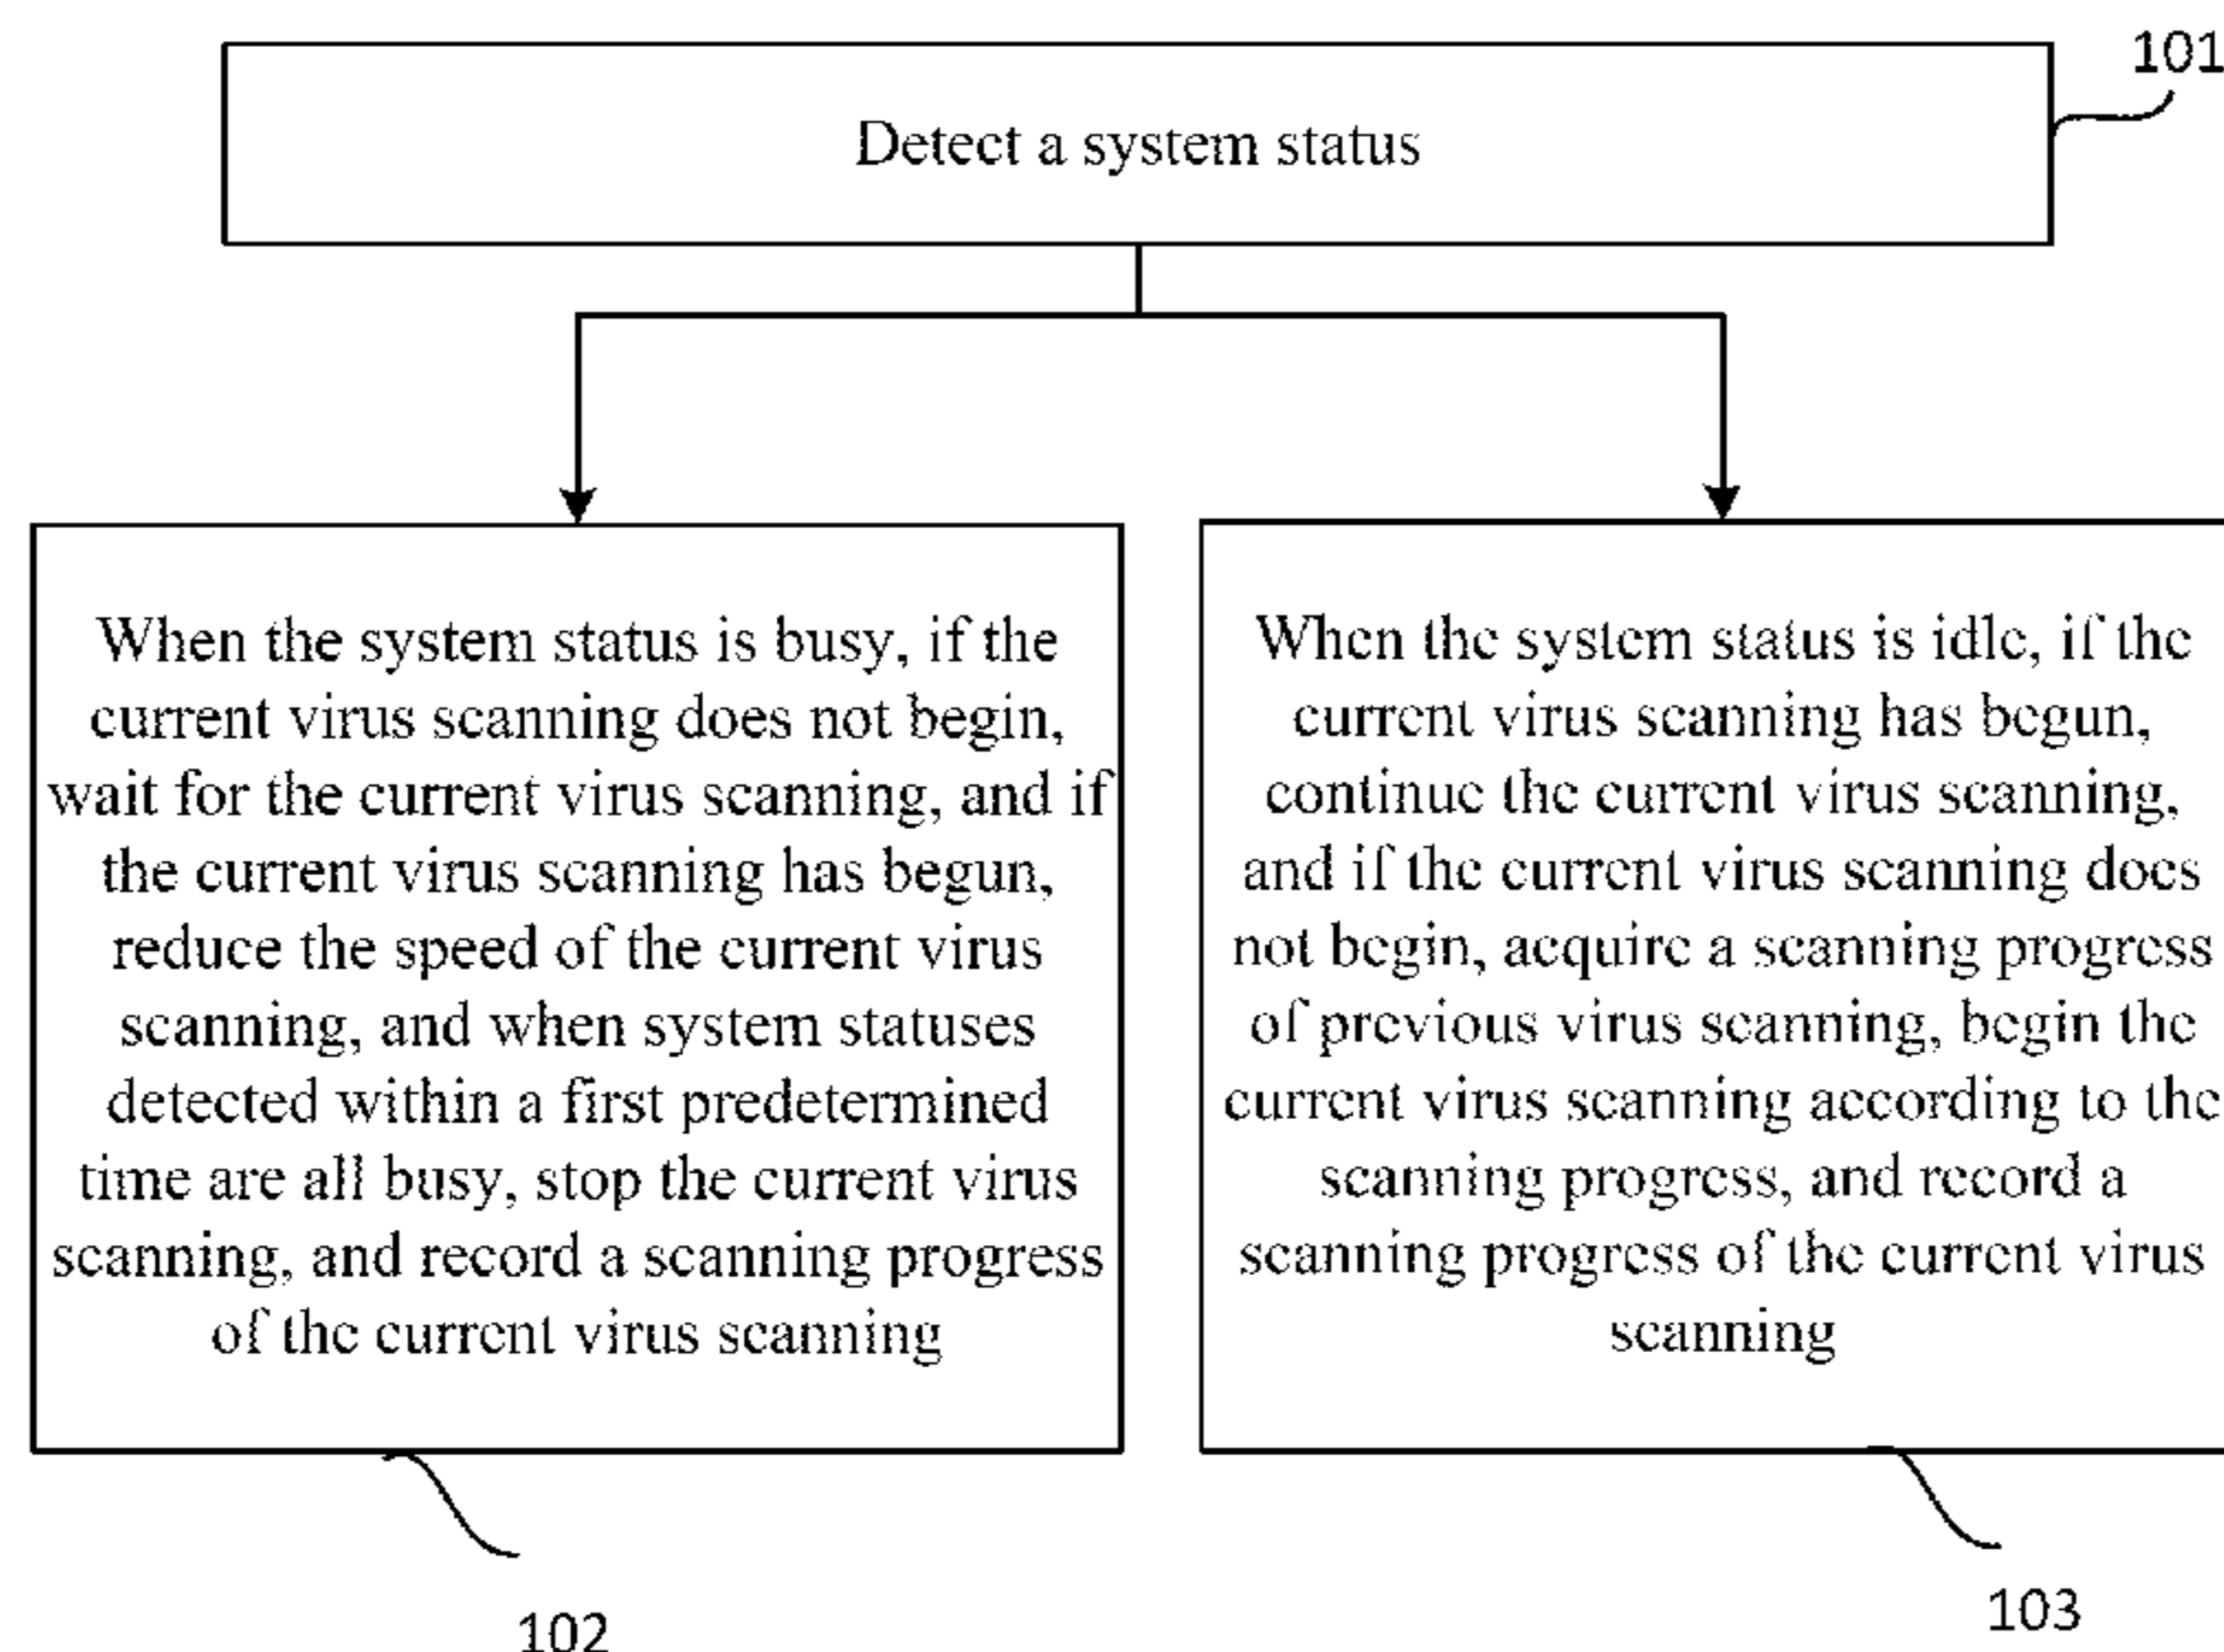 101
Detect a system status
When the system status is busy, if the
current virus scanning does not begin,
wait for the current virus scanning, and if
the current virus scanning has begun,
reduce the speed of the current virus
scanning, and when system statuses
detected within a first predetermined
time are all busy, stop the current virus
scanning, and record a scanning progress
of the current virus scanning
When the system status is idle, if the
current virus scanning has begun,
continue the current virus scanning,
and if the current virus scanning does
not begin, acquire a scanning progress
of previous virus scanning, begin the
current virus scanning according to the
scanning progress, and record a
scanning progress of the current virus
scanning
102
103